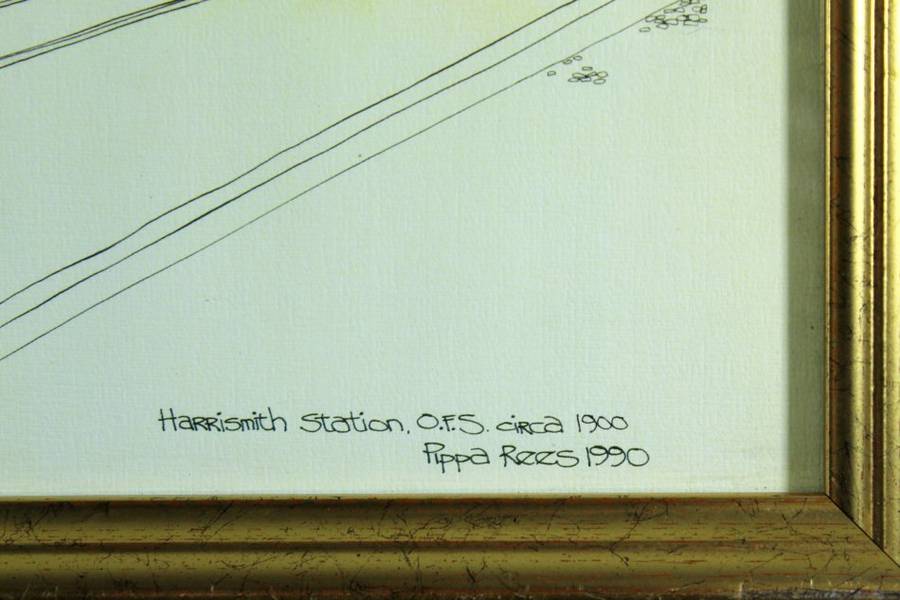 Harrismith Station, O.F.S. circa 1900
Pippa Rees 1990